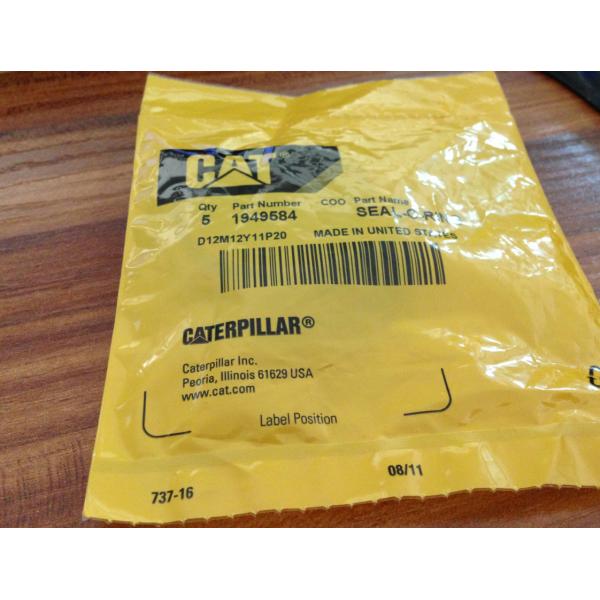 CAT®
Qty Part Number COO Part Name
5 1949584
D12M12Y11P20 MADE IN UNITED STATES
CATERPILLAR®
Caterpillar Inc.
Peoria, Illinois 61629 USA
www.cat.com
Label Position
737-16 08/11